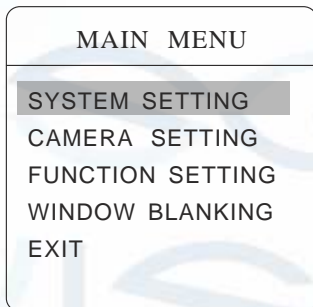 MAIN MENU
SYSTEM SETTING
CAMERA SETTING
FUNCTION SETTING
WINDOW BLANKING
EXIT